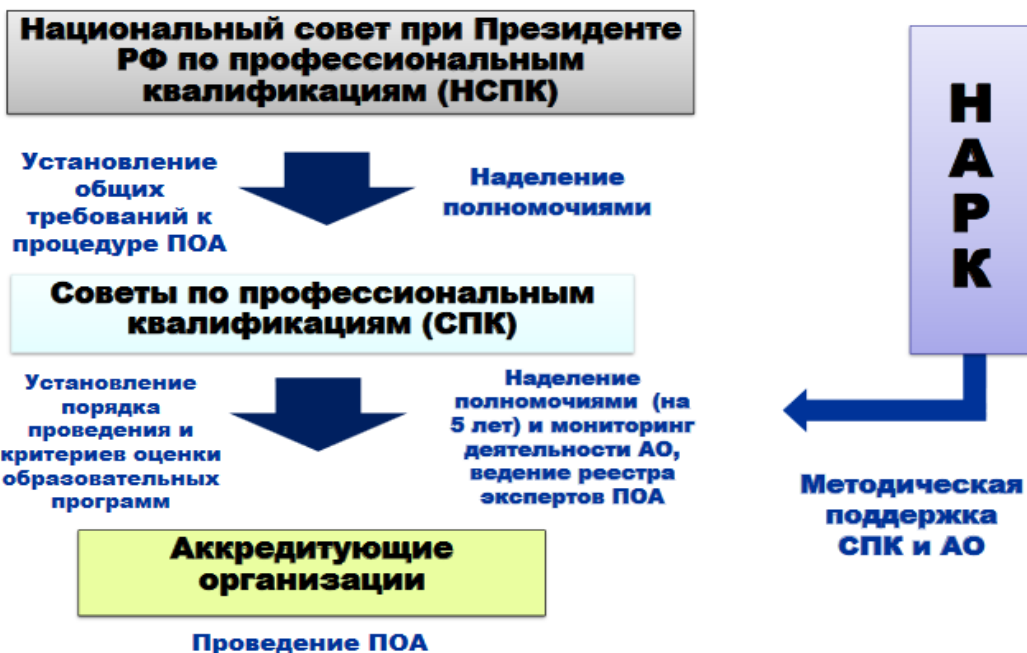 Национальный совет при Президенте
РФ по профессиональным
квалификациям (НСПК)
Установление
общих
требований к
процедуре ПОА
Наделение
полномочиями
Советы по профессиональным
квалификациям (СПК)
Установление
порядка
проведения и
критериев оценки
образовательных
программ
Наделение
полномочиями (на
5 лет) и мониторинг
деятельности АО,
ведение реестра
экспертов ПОА
Аккредитующие
организации
Проведение ПОА
Н
А
Р
К
Методическая
поддержка
СПК и АО